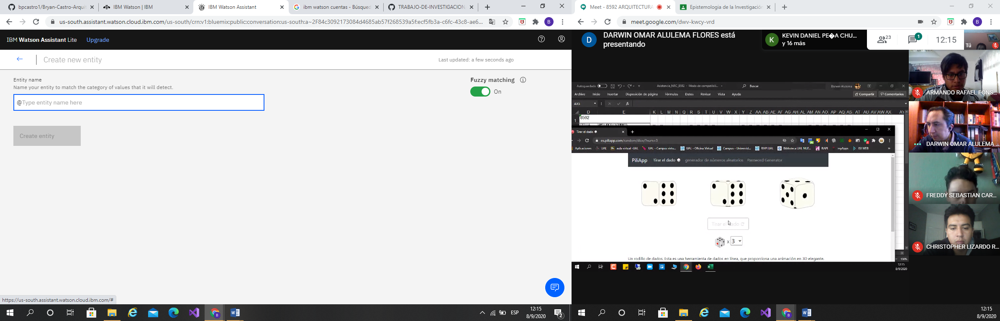 bpcastro1/Bryan-Castro-Arquit
IBM Watson | IBM
IBM Watson Assistant
ibm watson cuentas - Búsqued
TRABAJO-DE-INVESTIGACION
us-south.assistant.watson.cloud.ibm.com/us-south/crn:v1:bluemix:public:conversation:us-south:a~2F84c3092173084d4685ab57f268539a5f:ecf5fb3a-c6fc-43c8-ae6...
B
IBM Watson Assistant Lite
Upgrade
Create new entity
Last updated: a few seconds ago
Entity name
Name your entity to match the category of values that it will detect.
@Type entity name here
Fuzzy matching
On
Create entity
https://us-south.assistant.watson.cloud.ibm.com/#
ESP
12:15
8/9/2020
2
Meet - 8592 ARQUITECTURA
Epistemologia de la Investigación
meet.google.com/dwv-kwcy-vrd
B
D
DARWIN OMAR ALULEMA FLORES está
presentando
K
KEVIN DANIEL PE�A CHU...
y 16 más
23
1
12:15
Tú
ARMANDO RAFAEL FONS...
DARWIN OMAR ALULEMA ...
FREDDY SEBASTIAN CAR...
CHRISTOPHER LIZARDO R...
Autoguardado
Asistencia_NRC_8592 - Modo de compatibili...
Buscar
Darwin Alulema
Archivo Inicio Insertar Disposición de página Fórmulas Datos Revisar Vista Ayuda
Compartir
Comentarios
AX5
fx
D E K L M N Q R S T U V W X Y Z AA AB AE AF AG AH AL AM AN AO AP AQ AS AT AU AV AW AX AY
1
8592
CEDULA APELLIDOS Y NOMBRES
Tirar el dado
es.piliapp.com/random/dice/?num=3
Aplicaciones UAL aula virtual -UAL UAL - Campus virtu... UAL - Oficina Virtual Campus - Universid... RAPI UAL Biblioteca UAL NUE... RAPI myApps ISI WEB »
PiliApp
Tirar el dado
generador de números aleatorios
Password Generator
Tirar el dado
x 3
Un rodillo de dados. Esta es una herramienta de dados en línea, que proporciona una animación en 3D elegante.
130%
12:15
8/9/2020
12:15
8/9/2020